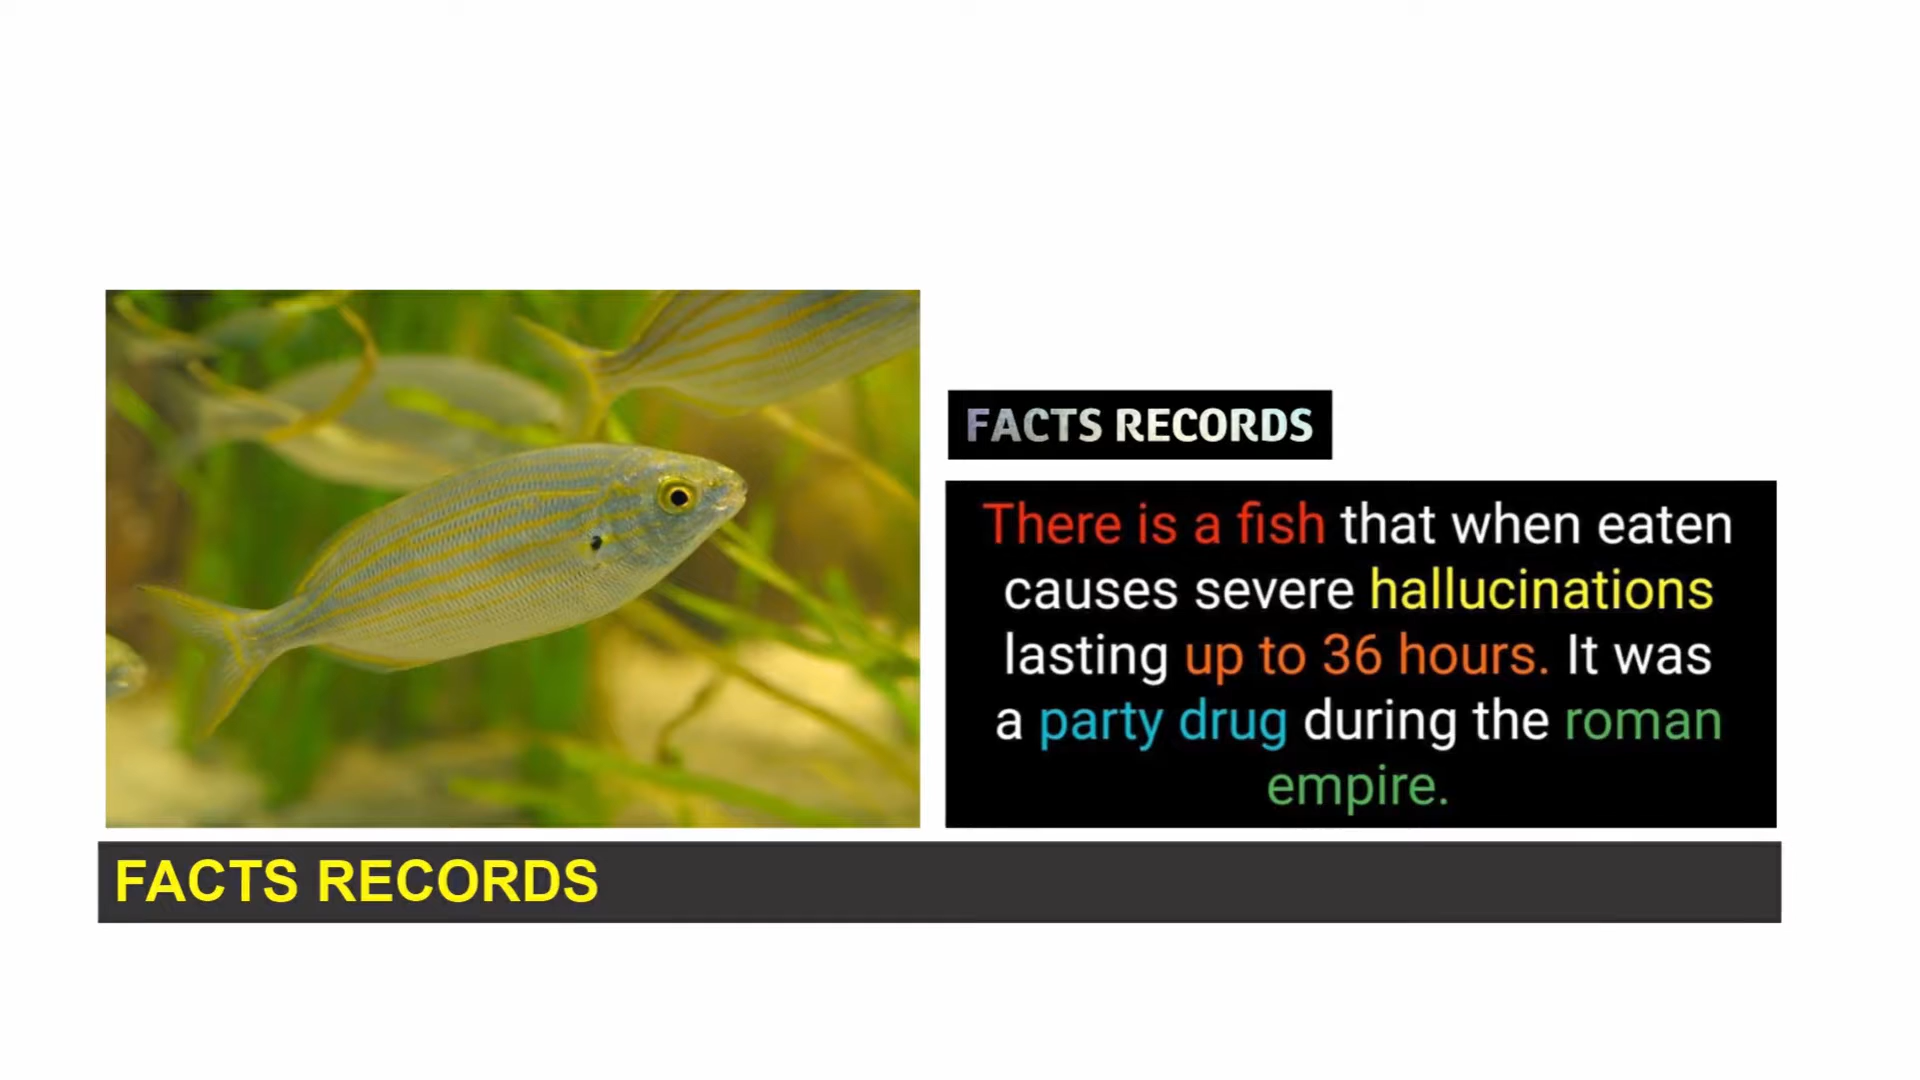 FACTS RECORDS
There is a fish that when eaten
causes severe hallucinations
lasting up to 36 hours. It was
a party drug during the roman
empire.
FACTS RECORDS